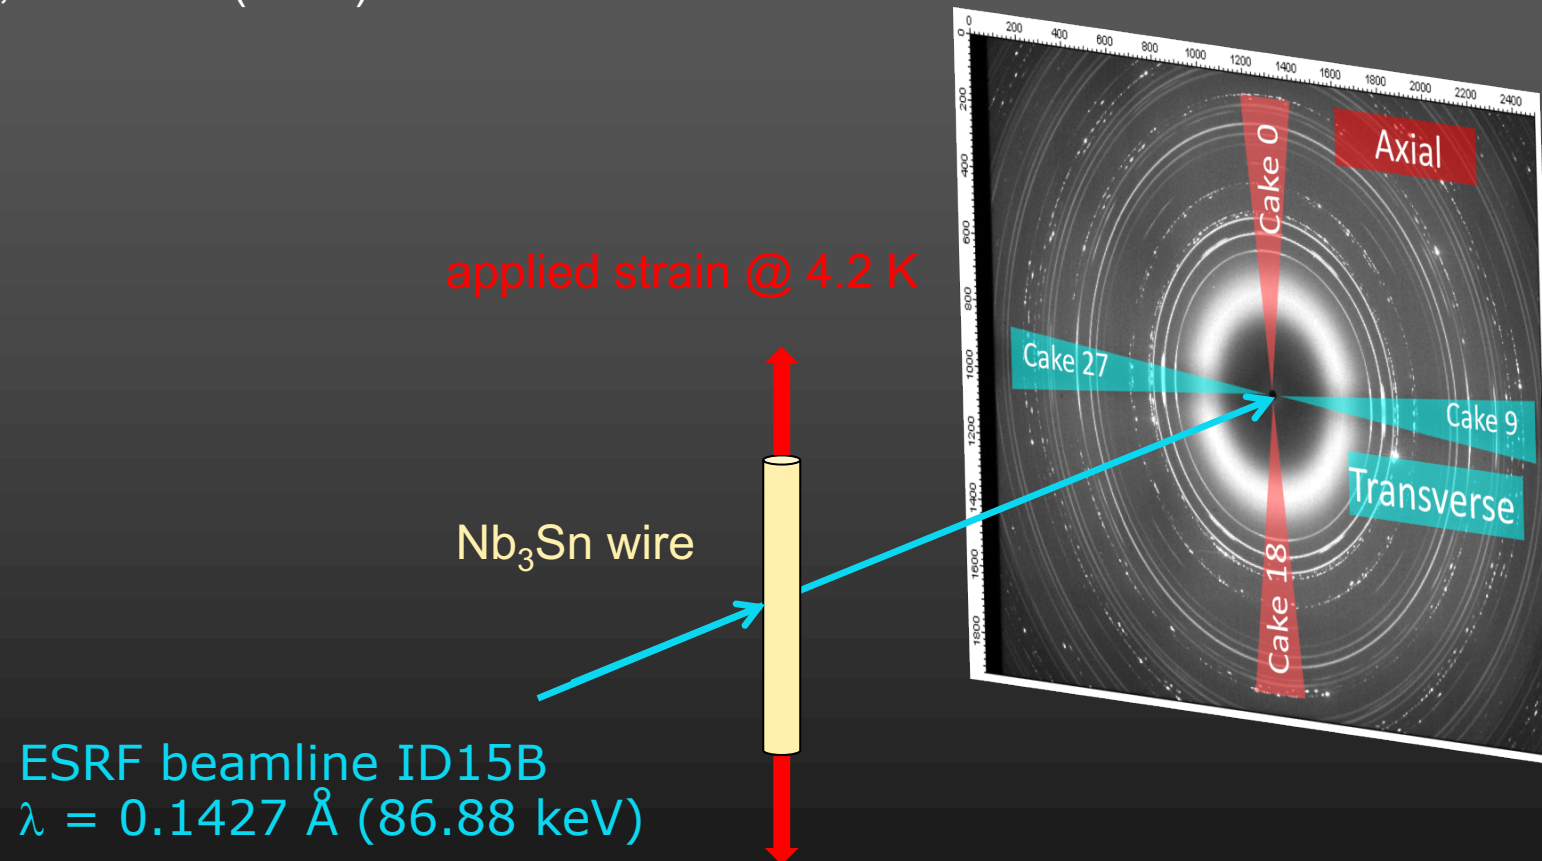 0 200 400 600 800 1000 1200 1400 1600 1800 2000 2200 2400
0 200 400 600 800 1000 1200 1400 1600 1800
Cake 0
Axial
applied strain @ 4.2 K
Cake 27
Cake 9
Transverse
Nb₃Sn wire
Cake 18
ESRF beamline ID15B
λ = 0.1427 Å (86.88 keV)